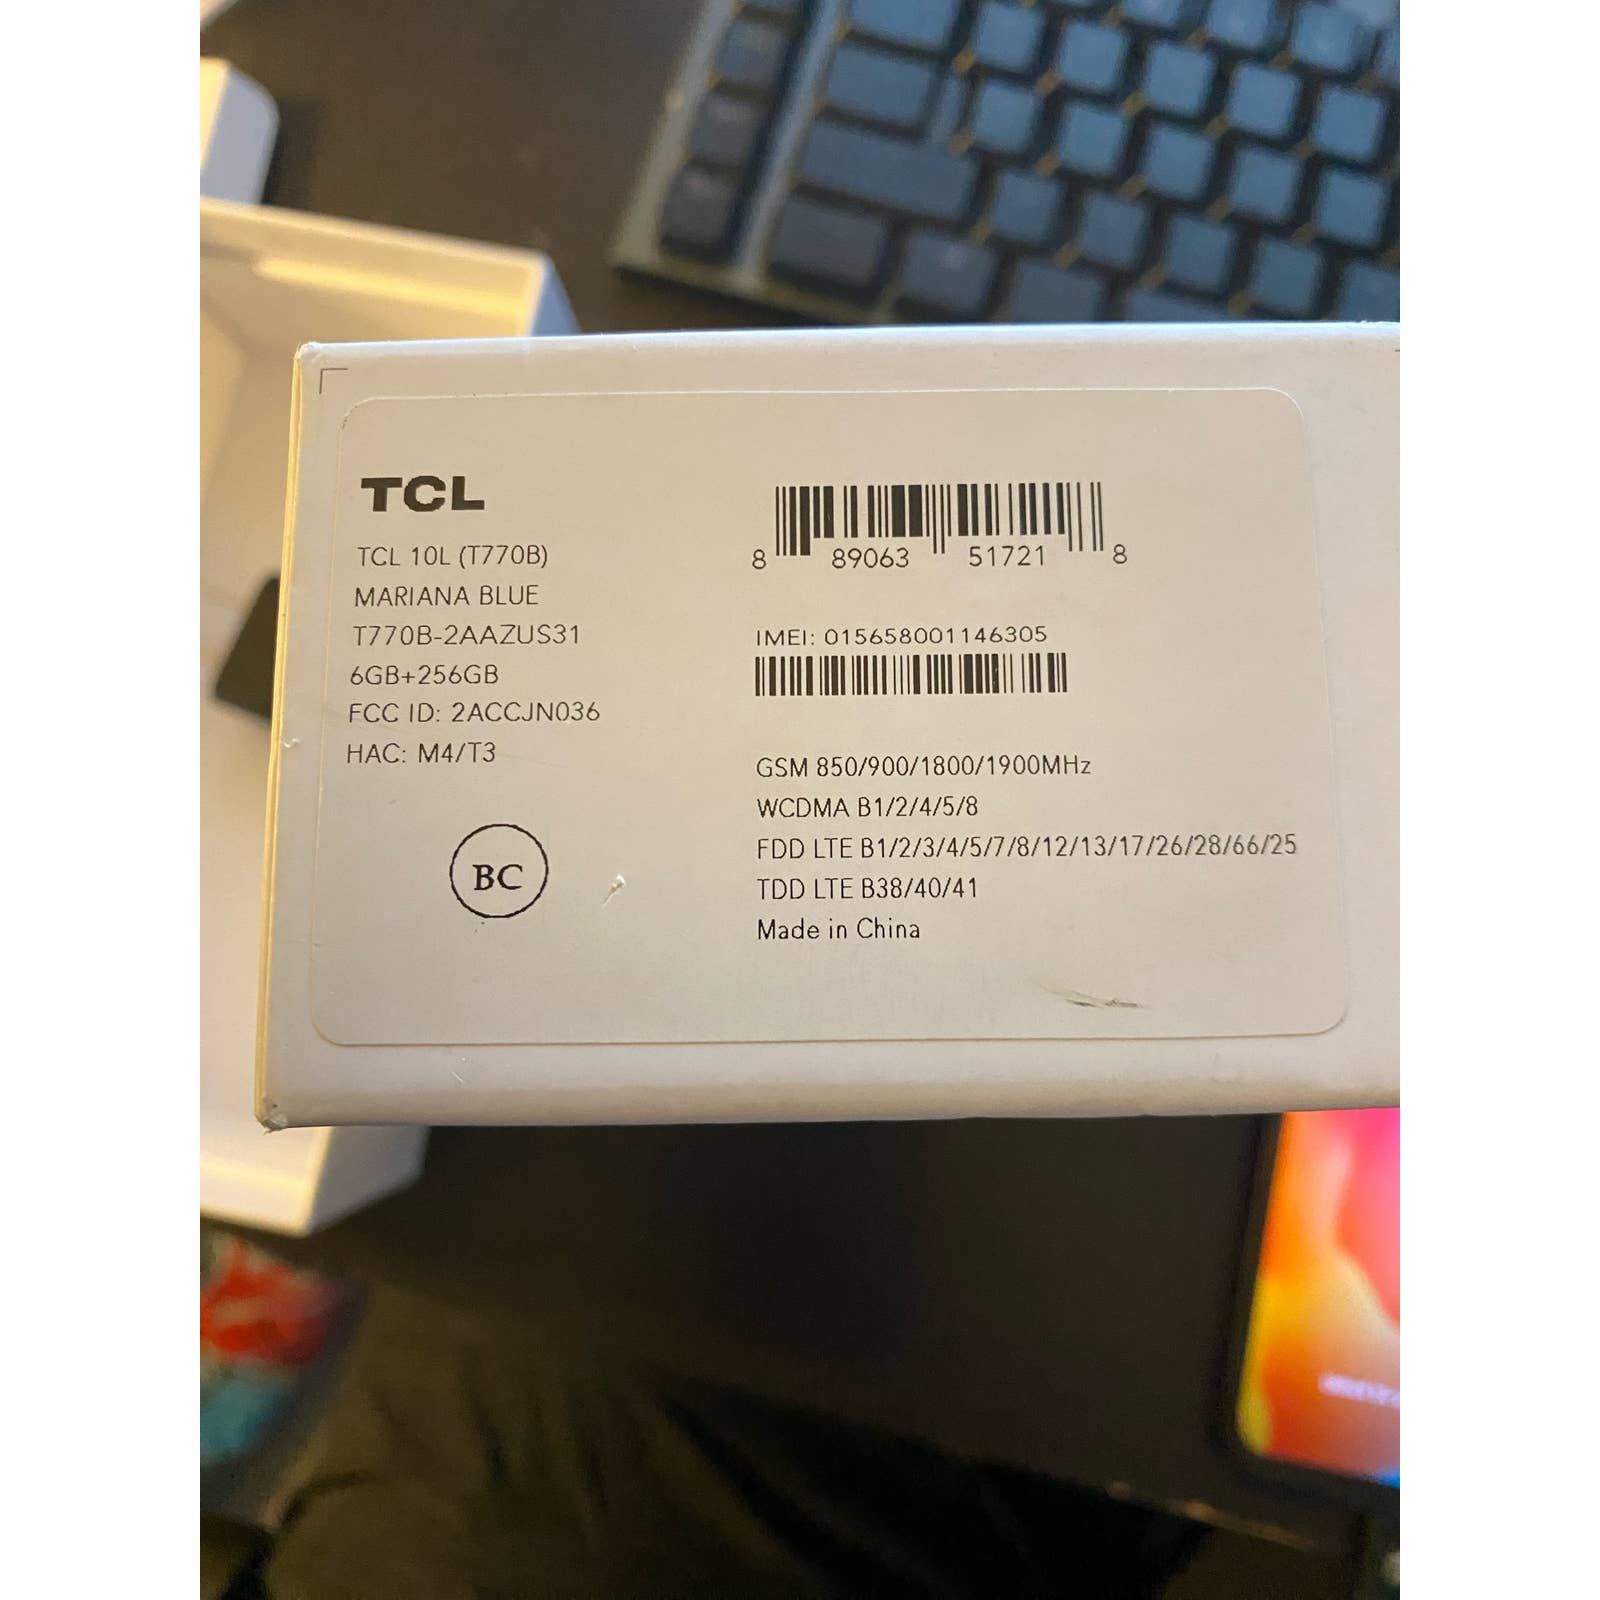 TCL
TCL 10L (T770B)
MARIANA BLUE
T770B-2AAZUS31
6GB+256GB
FCC ID: 2ACCJN036
HAC: M4/T3
BC
8 89063 51721 8
IMEI: 015658001146305
GSM 850/900/1800/1900MHz
WCDMA B1/2/4/5/8
FDD LTE B1/2/3/4/5/7/8/12/13/17/26/28/66/25
TDD LTE B38/40/41
Made in China